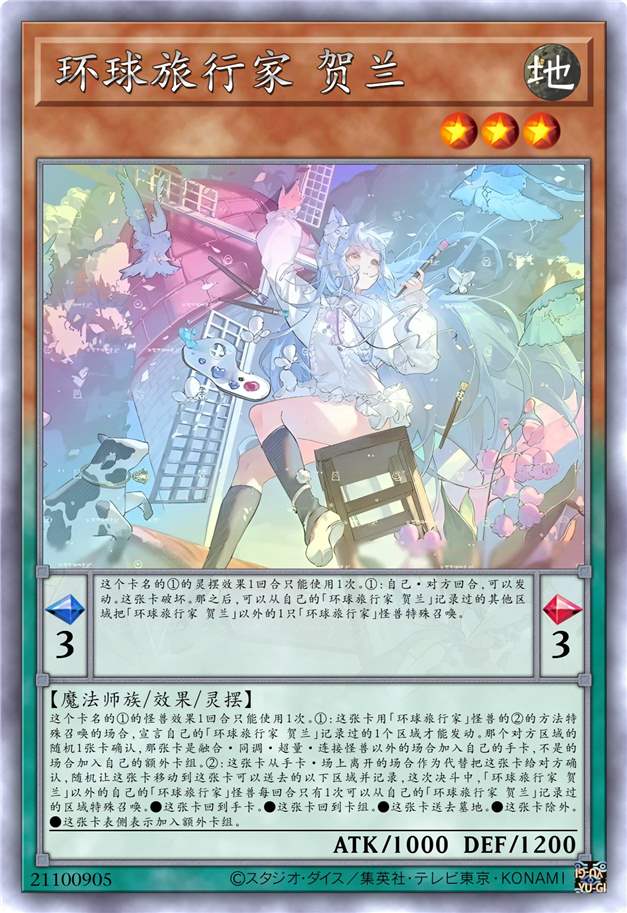 环球旅行家 贺兰
地
这个卡名的①的灵摆效果1回合只能使用1次。①:自己・对方回合,可以发
动。这张卡破坏。那之后,可以从自己的「环球旅行家 贺兰」记录过的其他区
域把「环球旅行家 贺兰」以外的1只「环球旅行家」怪兽特殊召唤。
3
3
【魔法师族/效果/灵摆】
这个卡名的①的怪兽效果1回合只能使用1次。①:这张卡用「环球旅行家」怪兽的②的方法特
殊召唤的场合,宣言自己的「环球旅行家 贺兰」记录过的1个区域才能发动。那个对方区域的
随机1张卡确认,那张是融合・同调・超量・连接怪兽以外的场合加入自己的手卡,不是的
场合加入自己的额外卡组。②:这张卡从手卡・场上离开的场合作为代替把这张卡给对方确
认,随机让这张卡移动到这张卡可以送去的以下区域并记录,这次决斗中,「环球旅行家 贺
兰」以外的自己的「环球旅行家」怪兽每回合只有1次可以从自己的「环球旅行家 贺兰」记录过
的区域特殊召唤。●这张卡回到手卡。●这张卡回到卡组。●这张卡送去墓地。●这张卡除外。
●这张卡表侧表示加入额外卡组。
ATK/1000 DEF/1200
21100905
©スタジオ・ダイス/集英社・テレビ東京・KONAMI